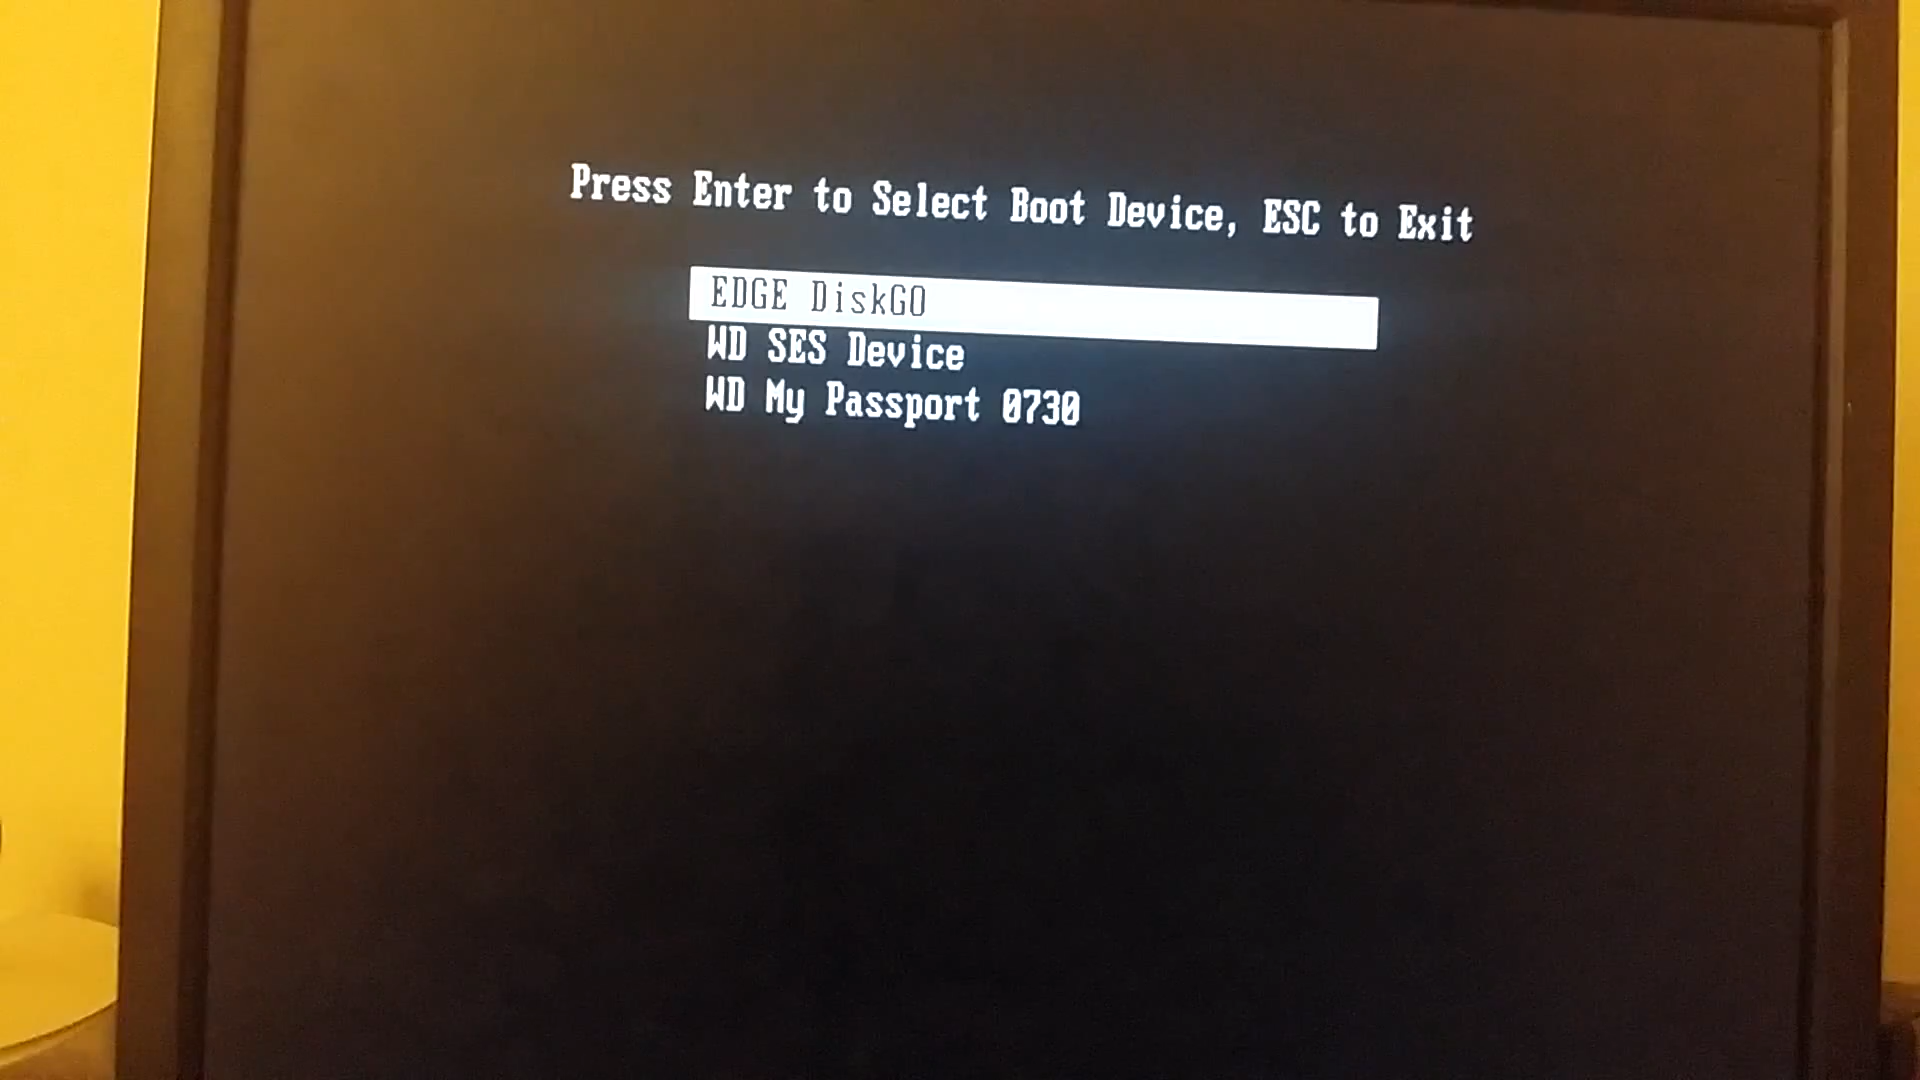 Press Enter to Select Boot Device, ESC to Exit
EDGE DiskGO
WD SES Device
WD My Passport 0730